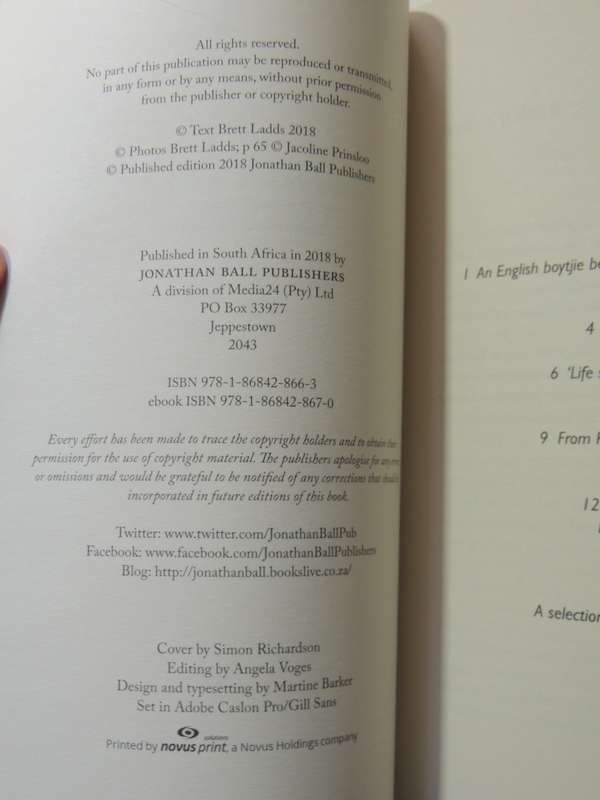 All rights reserved.
No part of this publication may be reproduced or transmitted,
in any form or by any means, without prior permission
from the publisher or copyright holder.
© Text Brett Ladds 2018
© Photos Brett Ladds; p 65 © Jacoline Prinsloo
© Published edition 2018 Jonathan Ball Publishers
Published in South Africa in 2018 by
JONATHAN BALL PUBLISHERS
A division of Media24 (Pty) Ltd
PO Box 33977
Jeppestown
2043
ISBN 978-1-86842-866-3
ebook ISBN 978-1-86842-867-0
Every effort has been made to trace the copyright holders and to obtain their
permission for the use of copyright material. The publishers apologise for any errors
or omissions and would be grateful to be notified of any corrections that should be
incorporated in future editions of this book.
Twitter: www.twitter.com/JonathanBallPub
Facebook: www.facebook.com/JonathanBallPublishers
Blog: http://jonathanball.bookslive.co.za/
Cover by Simon Richardson
Editing by Angela Voges
Design and typesetting by Martine Barker
Set in Adobe Caslon Pro/Gill Sans
solutions
Printed by novus print, a Novus Holdings company
1 An English boytjie be
4
6 'Life s
9 From
12
A selection